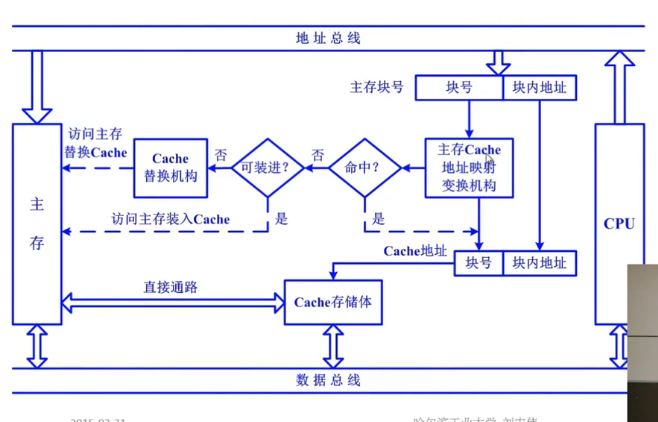 地址总线
主存块号
块号
块内地址
访问主存
替换Cache
Cache
替换机构
否
可装进?
否
命中?
主存Cache
地址映射
变换机构
主
存
访问主存装入Cache
是
是
CPU
Cache地址
块号
块内地址
直接通路
Cache存储体
数据总线